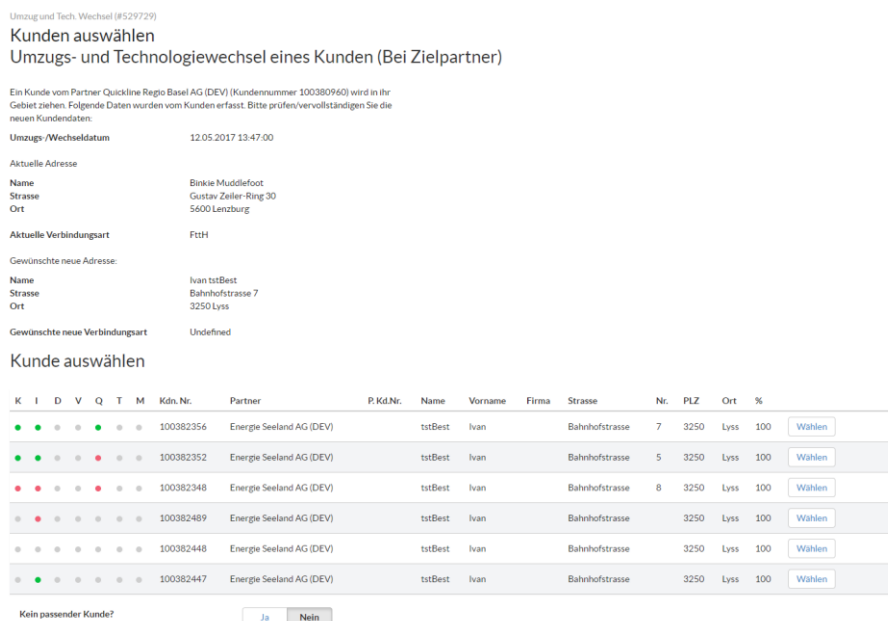 Umzug und Tech. Wechsel (#529729)
Kunden auswählen
Umzugs- und Technologiewechsel eines Kunden (Bei Zielpartner)
Ein Kunde vom Partner Quickline Regio Basel AG (DEV) (Kundennummer 100380960) wird in ihr
Gebiet ziehen. Folgende Daten wurden vom Kunden erfasst. Bitte prüfen/vervollständigen Sie die
neuen Kundendaten:
Umzugs-/Wechseldatum 12.05.2017 13:47:00
Aktuelle Adresse
Name Binkie Muddlefoot
Strasse Gustav Zeiler-Ring 30
Ort 5600 Lenzburg
Aktuelle Verbindungsart FttH
Gewünschte neue Adresse:
Name Ivan tstBest
Strasse Bahnhofstrasse 7
Ort 3250 Lyss
Gewünschte neue Verbindungsart Undefined
Kunde auswählen
K I D V Q T M Kdn. Nr. Partner P. Kd.Nr. Name Vorname Firma Strasse Nr. PLZ Ort %
100382356 Energie Seeland AG (DEV) tstBest Ivan Bahnhofstrasse 7 3250 Lyss 100 Wählen
100382352 Energie Seeland AG (DEV) tstBest Ivan Bahnhofstrasse 5 3250 Lyss 100 Wählen
100382348 Energie Seeland AG (DEV) tstBest Ivan Bahnhofstrasse 8 3250 Lyss 100 Wählen
100382489 Energie Seeland AG (DEV) tstBest Ivan Bahnhofstrasse 3250 Lyss 100 Wählen
100382448 Energie Seeland AG (DEV) tstBest Ivan Bahnhofstrasse 3250 Lyss 100 Wählen
100382447 Energie Seeland AG (DEV) tstBest Ivan Bahnhofstrasse 3250 Lyss 100 Wählen
Kein passender Kunde? Ja Nein